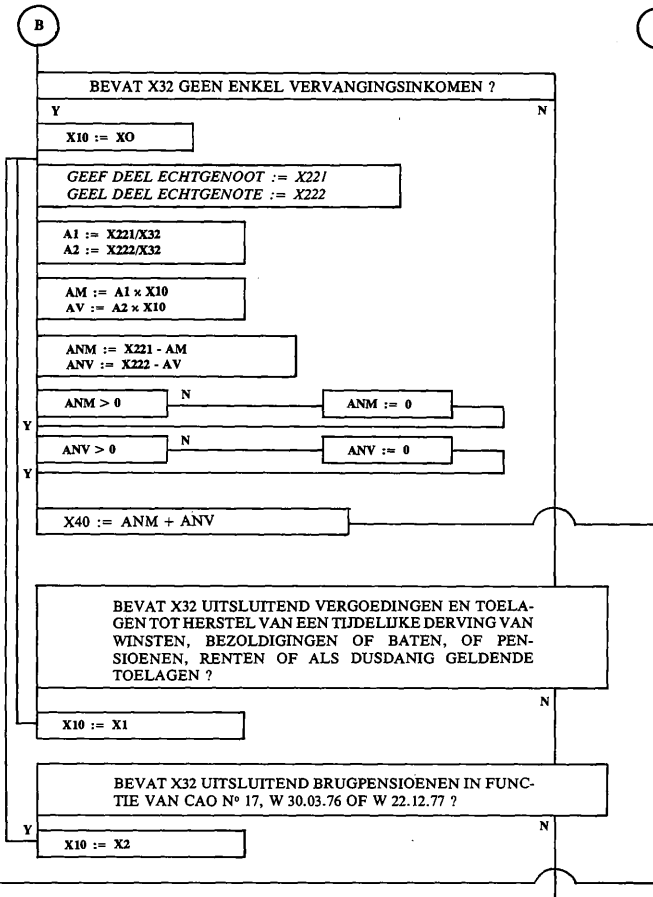 B
BEVAT X32 GEEN ENKEL VERVANGINGSINKOMEN ?
Y
N
X10 := XO
GEEF DEEL ECHTGENOOT := X221
GEEL DEEL ECHTGENOTE := X222
A1 := X221/X32
A2 := X222/X32
AM := A1 x X10
AV := A2 x X10
ANM := X221 - AM
ANV := X222 - AV
ANM > 0
N
ANM := 0
Y
ANV > 0
N
ANV := 0
Y
X40 := ANM + ANV
BEVAT X32 UITSLUITEND VERGOEDINGEN EN TOELA-
GEN TOT HERSTEL VAN EEN TIJDELIJKE DERVING VAN
WINSTEN, BEZOLDIGINGEN OF BATEN, OF PEN-
SIOENEN, RENTEN OF ALS DUSDANIG GELDENDE
TOELAGEN ?
N
X10 := X1
BEVAT X32 UITSLUITEND BRUGPENSIOENEN IN FUNC-
TIE VAN CAO Nº 17, W 30.03.76 OF W 22.12.77 ?
Y
N
X10 := X2